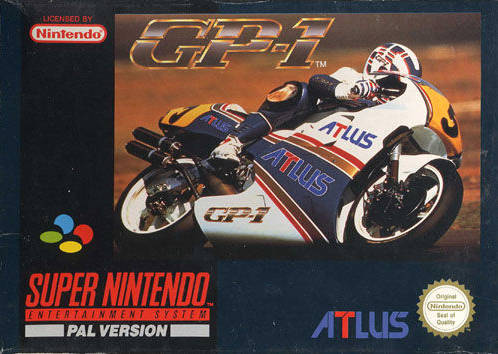 LICENSED BY
Nintendo
GP-1
TM
ATLUS
ATLUS
GP-1
3
SUPER NINTENDO
TM
ENTERTAINMENT SYSTEM
PAL VERSION
ATLUS
Original
Nintendo
Seal of
Quality